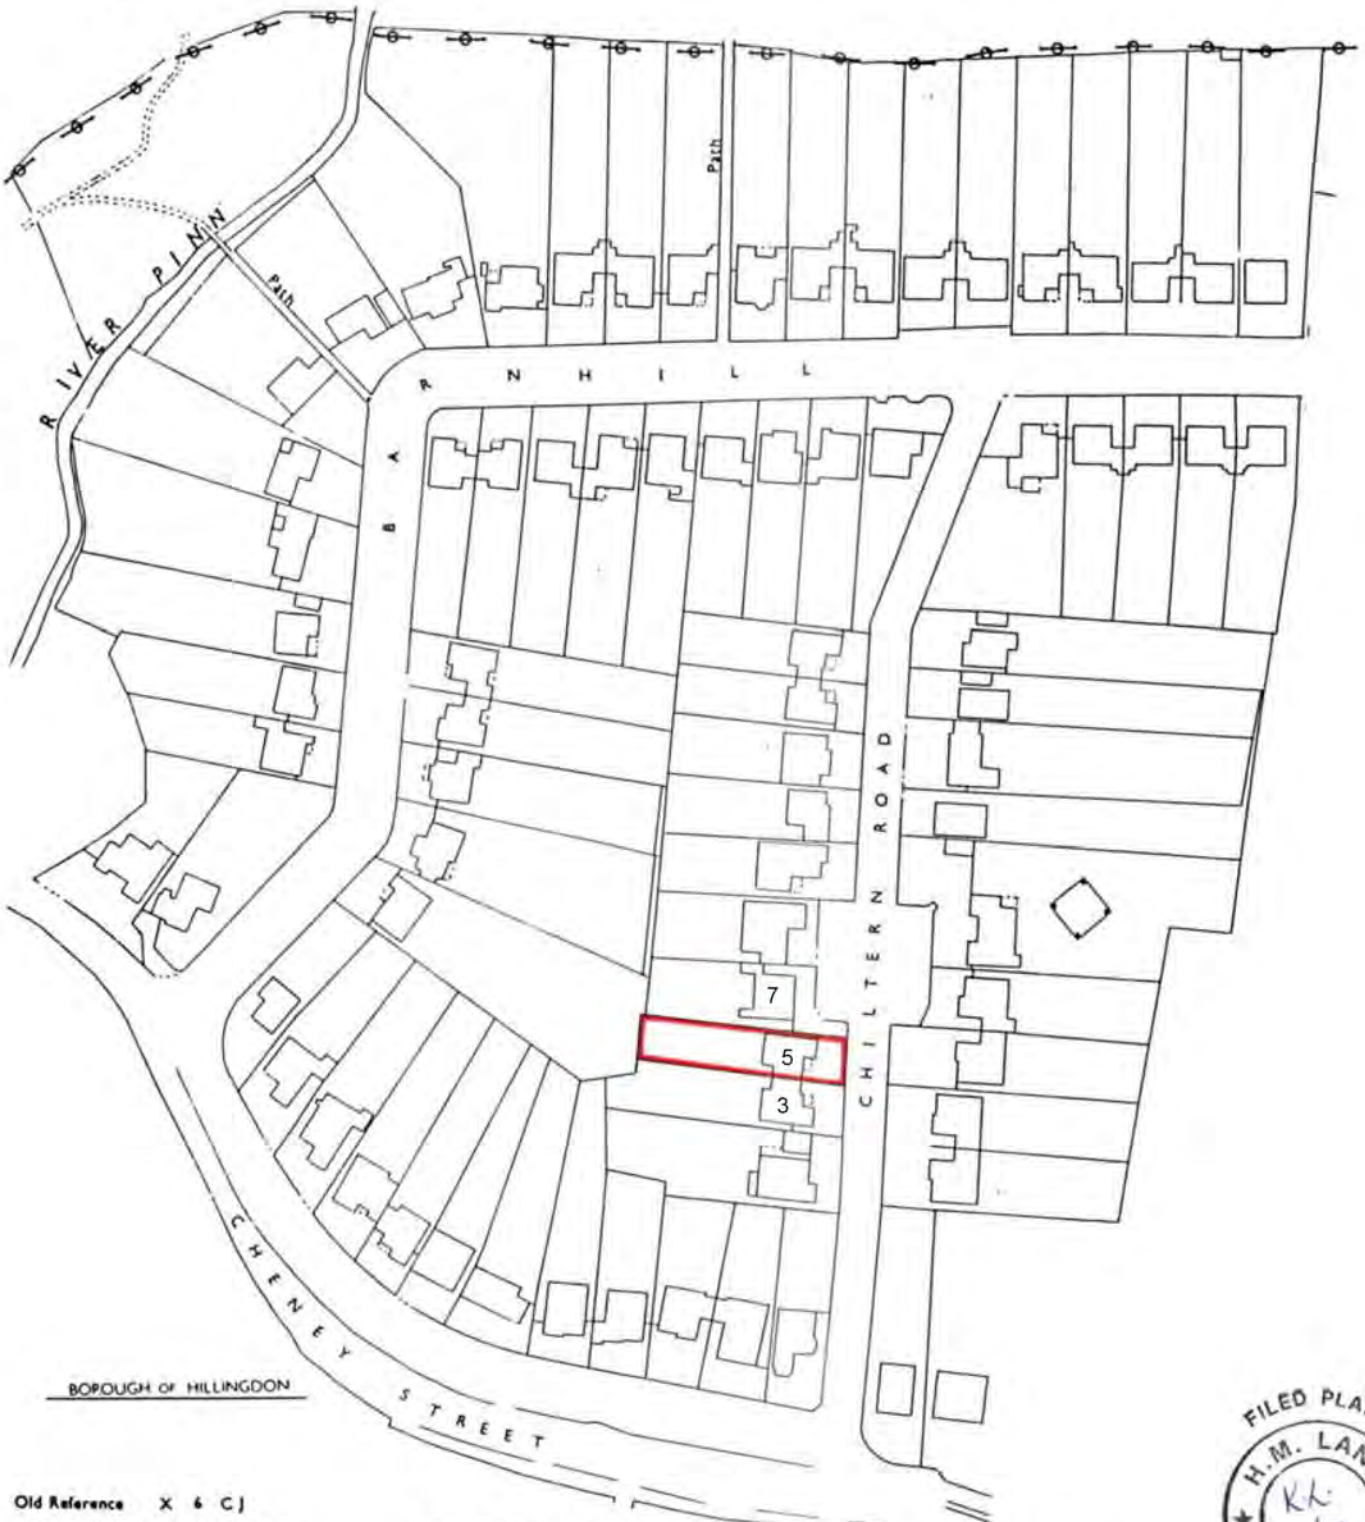 RIVER PINN
Path
Path
BARNHILL
CHILTERN ROAD
7
5
3
CHENEY STREET
BOROUGH OF HILLINGDON
Old Reference X 6 CJ
FILED PLA
H.M. LAN